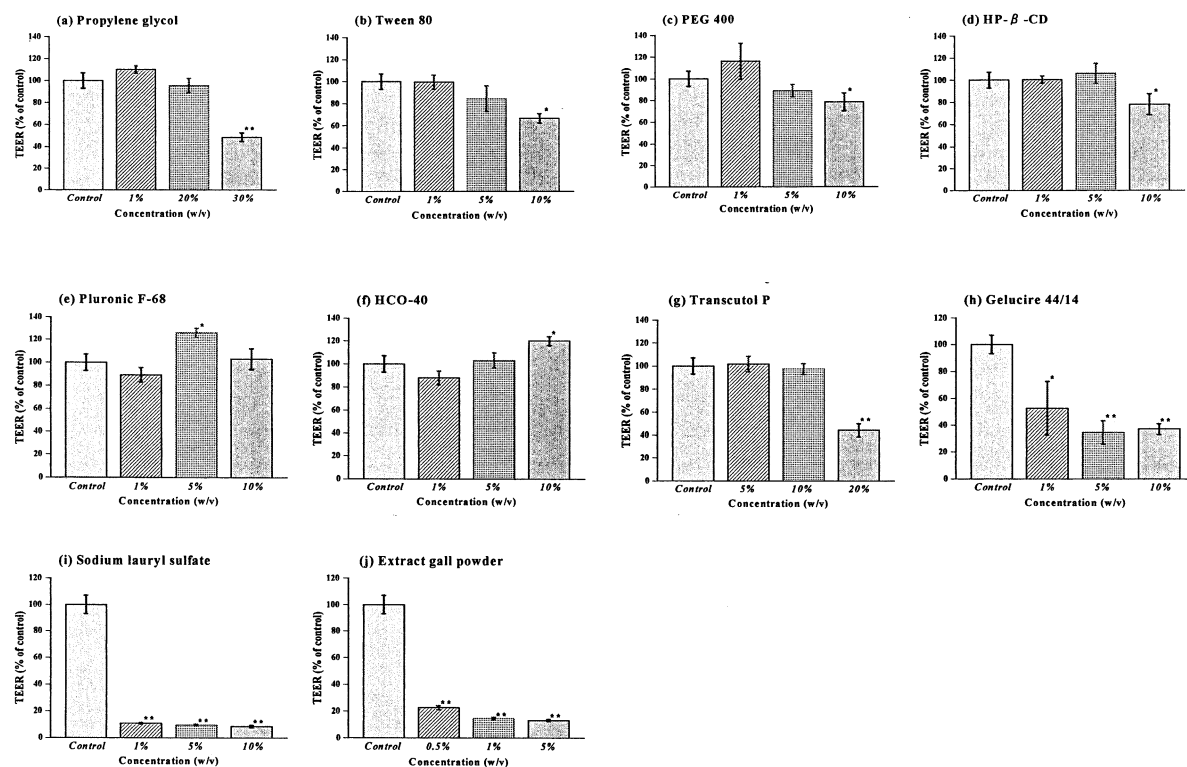 (a) Propylene glycol
TEER (% of control)
140
120
100
80
60
40
20
0
**
Control 1% 20% 30%
Concentration (w/v)
(b) Tween 80
TEER (% of control)
140
120
100
80
60
40
20
0
*
Control 1% 5% 10%
Concentration (w/v)
(c) PEG 400
TEER (% of control)
140
120
100
80
60
40
20
0
*
Control 1% 5% 10%
Concentration (w/v)
(d) HP-β-CD
TEER (% of control)
140
120
100
80
60
40
20
0
*
Control 1% 5% 10%
Concentration (w/v)
(e) Pluronic F-68
TEER (% of control)
140
120
100
80
60
40
20
0
*
Control 1% 5% 10%
Concentration (w/v)
(f) HCO-40
TEER (% of control)
140
120
100
80
60
40
20
0
*
Control 1% 5% 10%
Concentration (w/v)
(g) Transcutol P
TEER (% of control)
140
120
100
80
60
40
20
0
**
Control 5% 10% 20%
Concentration (w/v)
(h) Gelucire 44/14
TEER (% of control)
120
100
80
60
40
20
0
*
**
**
Control 1% 5% 10%
Concentration (w/v)
(i) Sodium lauryl sulfate
TEER (% of control)
120
100
80
60
40
20
0
** ** **
Control 1% 5% 10%
Concentration (w/v)
(j) Extract gall powder
TEER (% of control)
120
100
80
60
40
20
0
** ** **
Control 0.5% 1% 5%
Concentration (w/v)